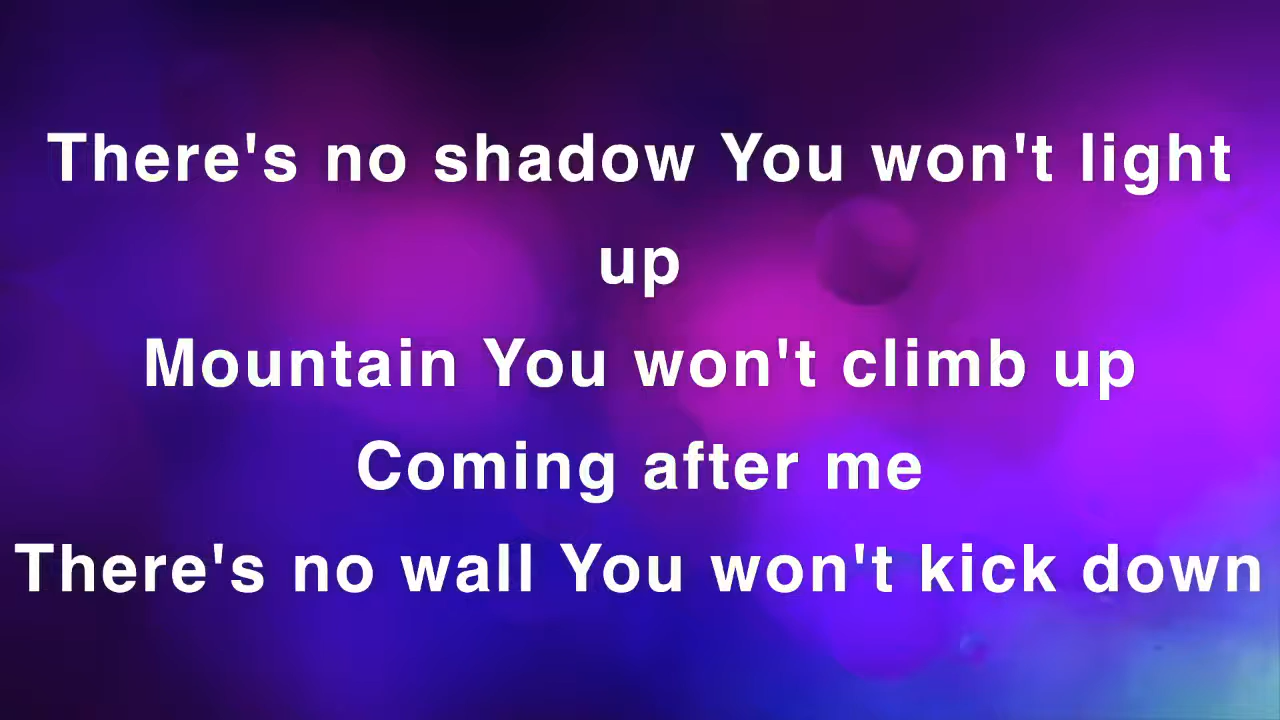 There's no shadow You won't light
up
Mountain You won't climb up
Coming after me
There's no wall You won't kick down